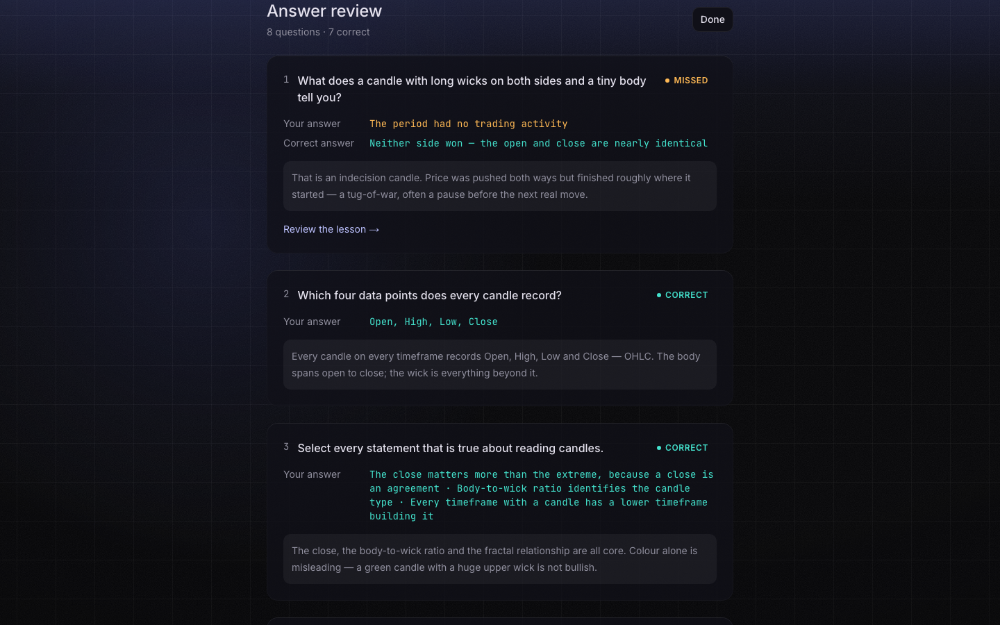 Answer review
Done
8 questions · 7 correct
1 What does a candle with long wicks on both sides and a tiny body
tell you?
MISSED
Your answer The period had no trading activity
Correct answer Neither side won — the open and close are nearly identical
That is an indecision candle. Price was pushed both ways but finished roughly where it
started — a tug-of-war, often a pause before the next real move.
Review the lesson →
2 Which four data points does every candle record?
CORRECT
Your answer Open, High, Low, Close
Every candle on every timeframe records Open, High, Low and Close — OHLC. The body
spans open to close; the wick is everything beyond it.
3 Select every statement that is true about reading candles.
CORRECT
Your answer The close matters more than the extreme, because a close is
an agreement · Body-to-wick ratio identifies the candle
type · Every timeframe with a candle has a lower timeframe
building it
The close, the body-to-wick ratio and the fractal relationship are all core. Colour alone is
misleading — a green candle with a huge upper wick is not bullish.